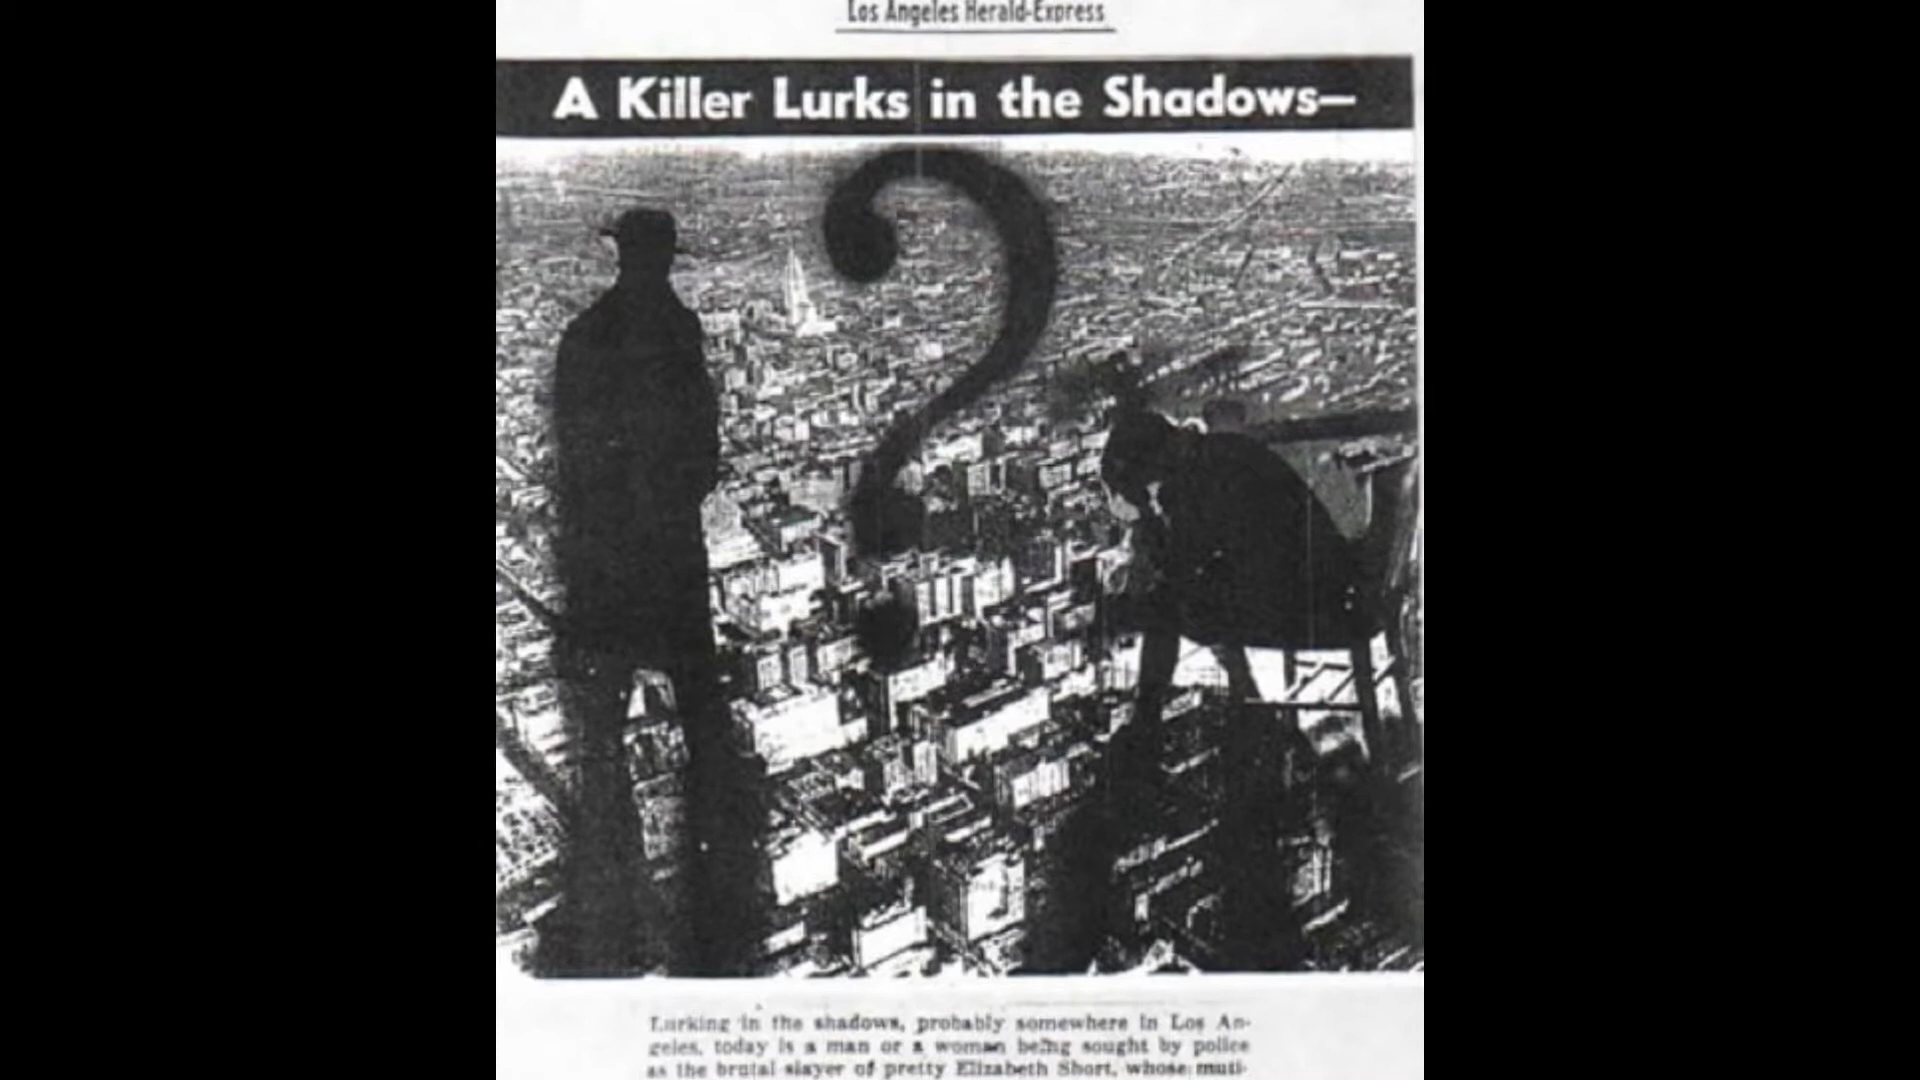 Los Angeles Herald-Express
A Killer Lurks in the Shadows—
Lurking in the shadows, probably somewhere in Los An-
geles, today is a man or a woman being sought by police
as the brutal slayer of pretty Elizabeth Short, whose muti-